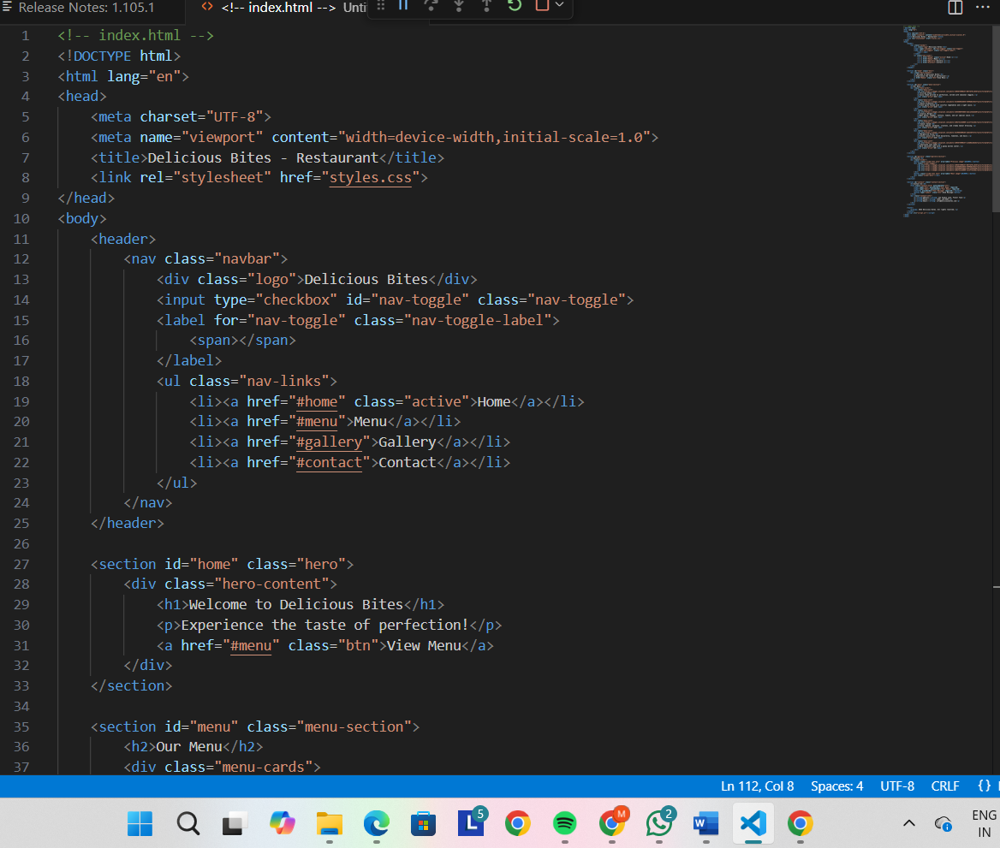 Release Notes: 1.105.1
<!-- index.html --> Unti
1 <!-- index.html -->
2 <!DOCTYPE html>
3 <html lang="en">
4 <head>
5     <meta charset="UTF-8">
6     <meta name="viewport" content="width=device-width,initial-scale=1.0">
7     <title>Delicious Bites - Restaurant</title>
8     <link rel="stylesheet" href="styles.css">
9 </head>
10 <body>
11     <header>
12         <nav class="navbar">
13             <div class="logo">Delicious Bites</div>
14             <input type="checkbox" id="nav-toggle" class="nav-toggle">
15             <label for="nav-toggle" class="nav-toggle-label">
16                 <span></span>
17             </label>
18             <ul class="nav-links">
19                 <li><a href="#home" class="active">Home</a></li>
20                 <li><a href="#menu">Menu</a></li>
21                 <li><a href="#gallery">Gallery</a></li>
22                 <li><a href="#contact">Contact</a></li>
23             </ul>
24         </nav>
25     </header>
26
27     <section id="home" class="hero">
28         <div class="hero-content">
29             <h1>Welcome to Delicious Bites</h1>
30             <p>Experience the taste of perfection!</p>
31             <a href="#menu" class="btn">View Menu</a>
32         </div>
33     </section>
34
35     <section id="menu" class="menu-section">
36         <h2>Our Menu</h2>
37         <div class="menu-cards">
Ln 112, Col 8 Spaces: 4 UTF-8 CRLF {}
L 5 M 2 W ENG
IN